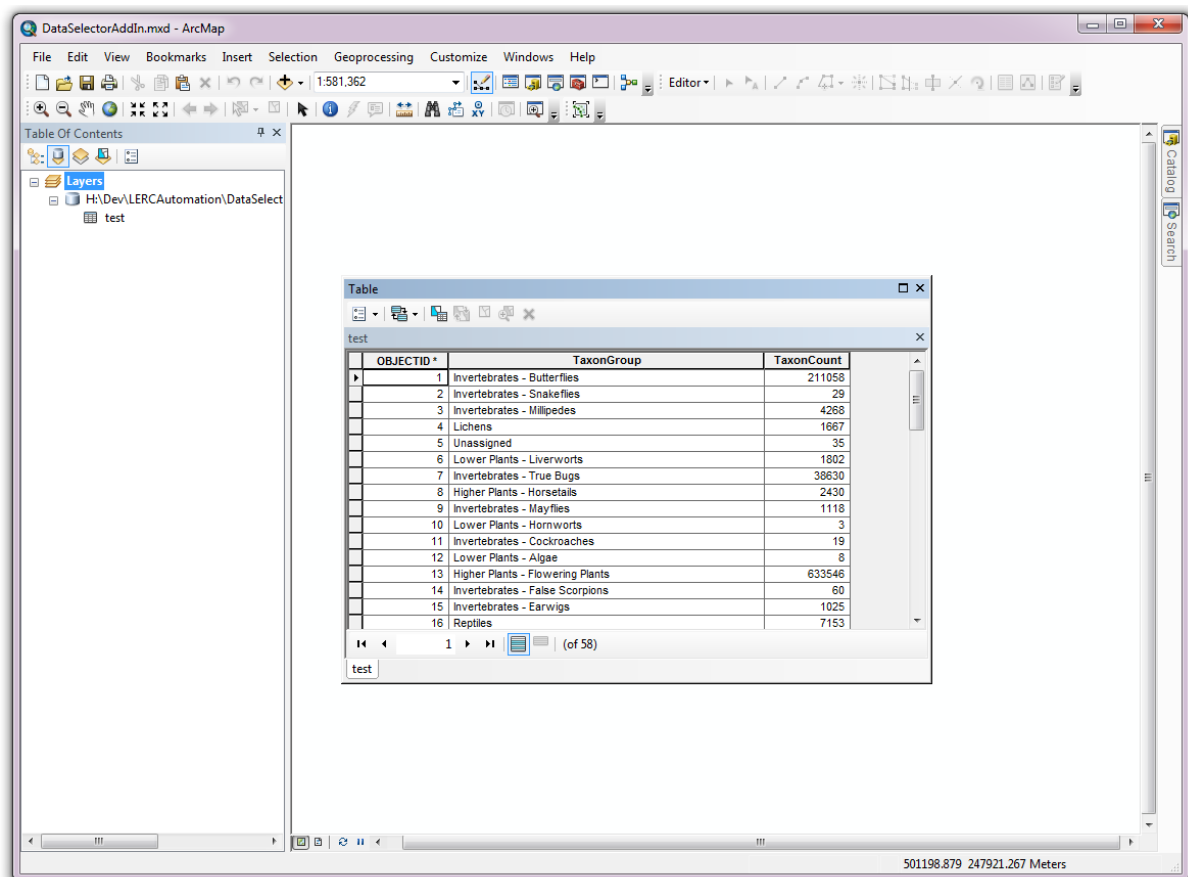 DataSelectorAddIn.mxd - ArcMap
File Edit View Bookmarks Insert Selection Geoprocessing Customize Windows Help
1:581,362
Editor
Table Of Contents
Layers
H:\Dev\LERCAutomation\DataSelect
test
Catalog
Search
Table
test
OBJECTID * TaxonGroup TaxonCount
1 Invertebrates - Butterflies 211058
2 Invertebrates - Snakeflies 29
3 Invertebrates - Millipedes 4268
4 Lichens 1667
5 Unassigned 35
6 Lower Plants - Liverworts 1802
7 Invertebrates - True Bugs 38630
8 Higher Plants - Horsetails 2430
9 Invertebrates - Mayflies 1118
10 Lower Plants - Hornworts 3
11 Invertebrates - Cockroaches 19
12 Lower Plants - Algae 8
13 Higher Plants - Flowering Plants 633546
14 Invertebrates - False Scorpions 60
15 Invertebrates - Earwigs 1025
16 Reptiles 7153
1 (of 58)
test
501198.879 247921.267 Meters